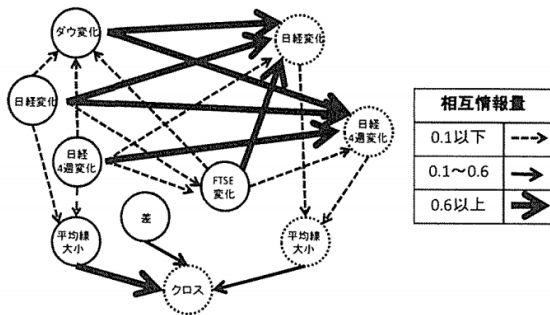 ダウ変化
日経変化
日経変化
日経
4週変化
日経
4週変化
FTSE
変化
差
平均線
大小
平均線
大小
クロス
相互情報量
0.1以下
0.1〜0.6
0.6以上